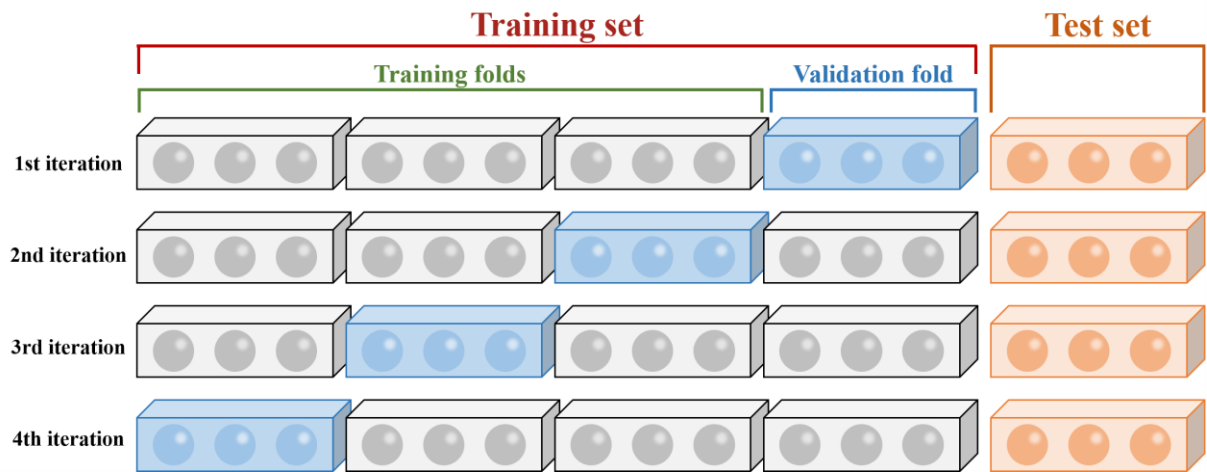 Training set
Test set
Training folds
Validation fold
1st iteration
2nd iteration
3rd iteration
4th iteration